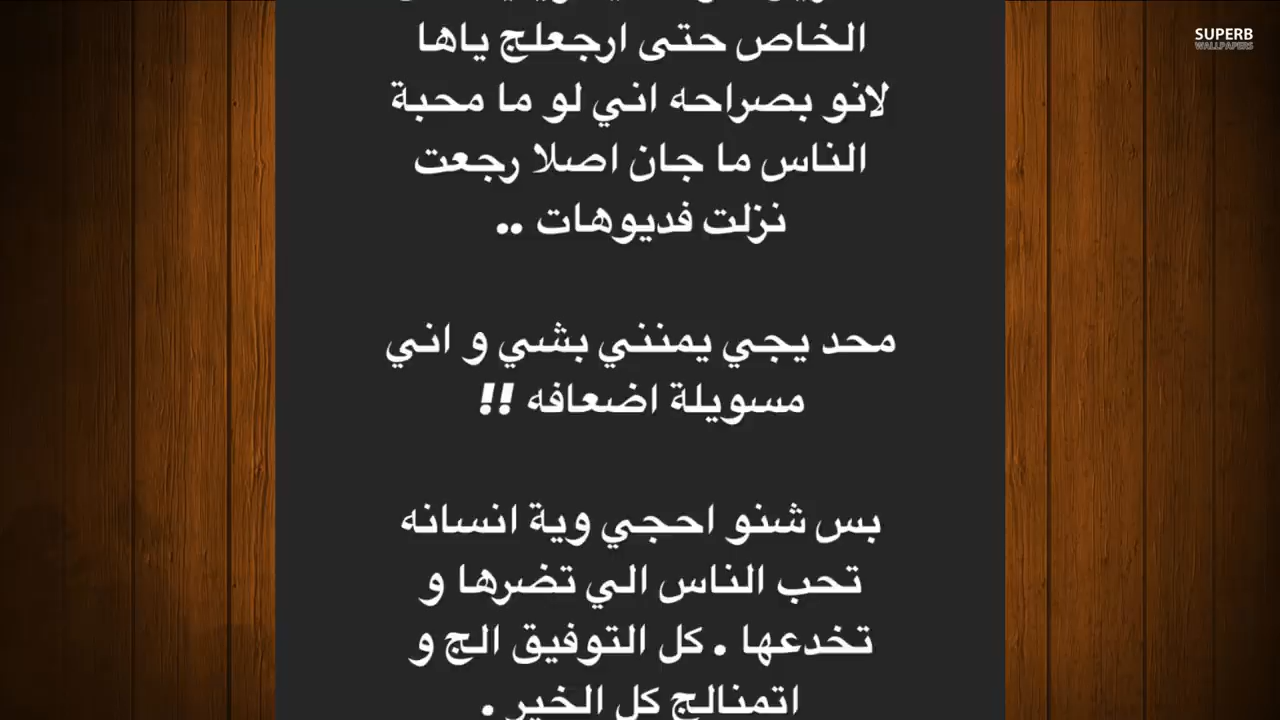 الخاص حتى ارجعلج ياها
لانو بصراحه اني لو ما محبة
الناس ما جان اصلا رجعت
نزلت فديوهات ..
محد يجي يمنني بشي و اني
مسويلة اضعافه !!
بس شنو احجي وية انسانه
تحب الناس الي تضرها و
تخدعها . كل التوفيق الج و
اتمنالج كل الخير .
SUPERB
WALLPAPERS